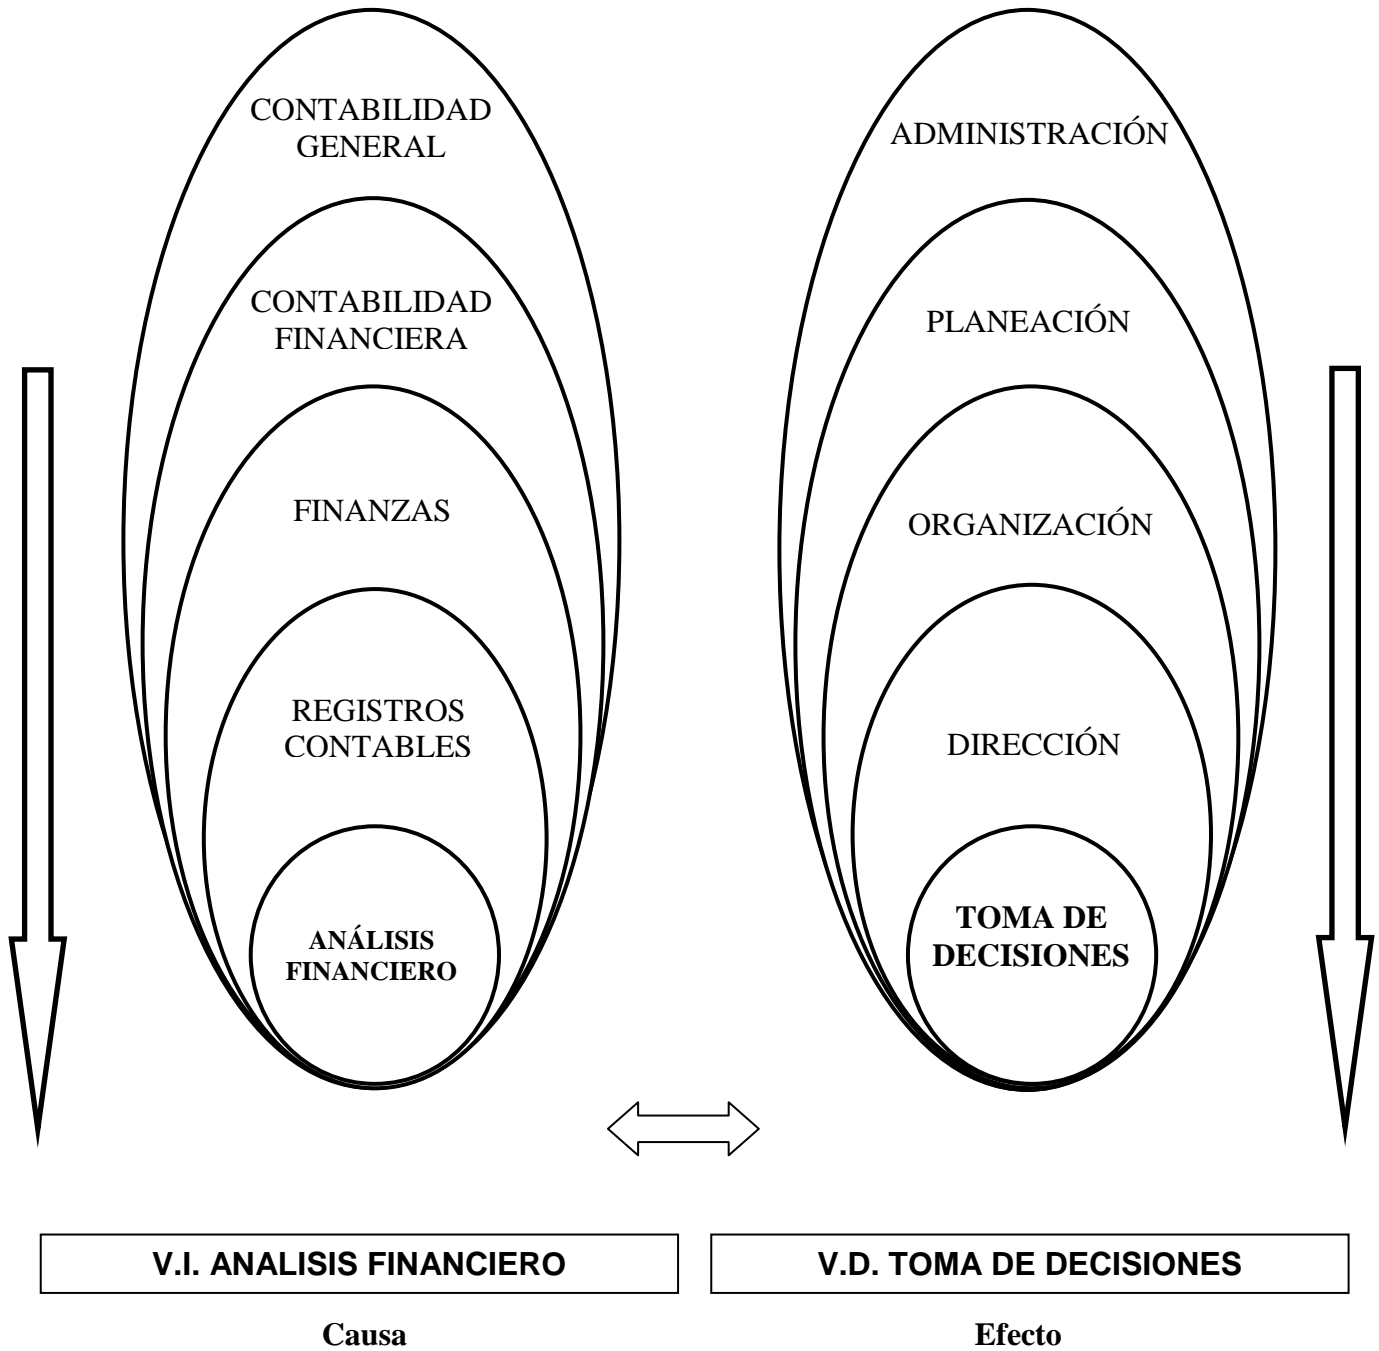 CONTABILIDAD
GENERAL
CONTABILIDAD
FINANCIERA
FINANZAS
REGISTROS
CONTABLES
ANÁLISIS
FINANCIERO
ADMINISTRACIÓN
PLANEACIÓN
ORGANIZACIÓN
DIRECCIÓN
TOMA DE
DECISIONES
V.I. ANALISIS FINANCIERO
V.D. TOMA DE DECISIONES
Causa
Efecto